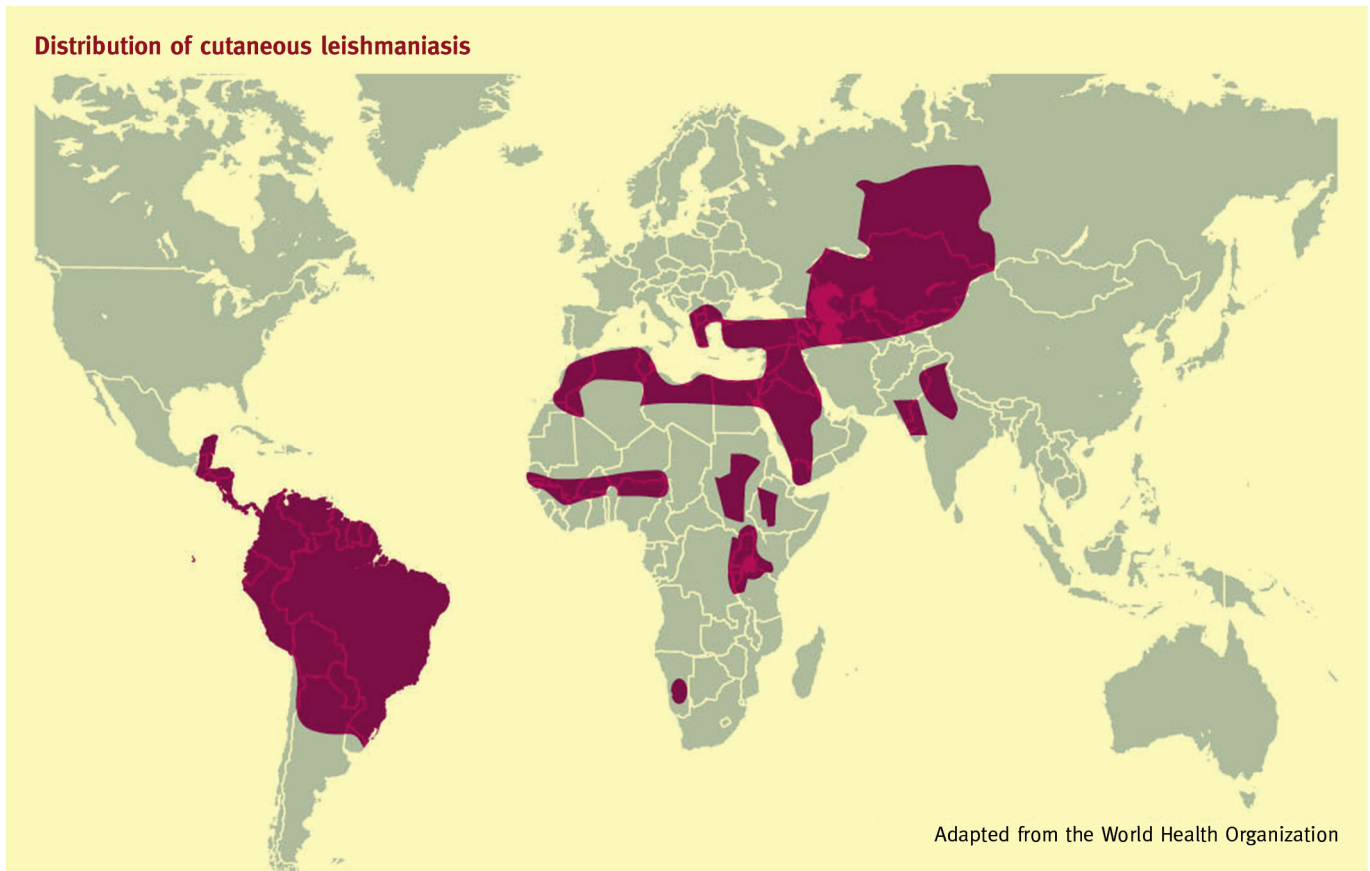 Distribution of cutaneous leishmaniasis
Adapted from the World Health Organization